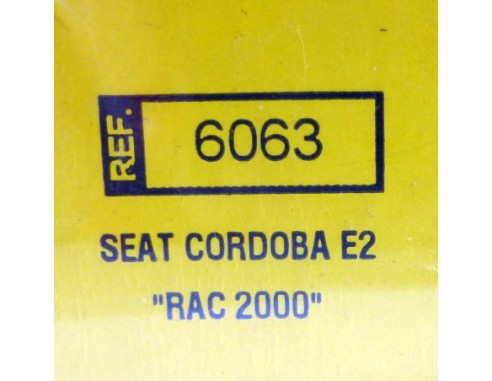 REF. 6063
SEAT CORDOBA E2
"RAC 2000"